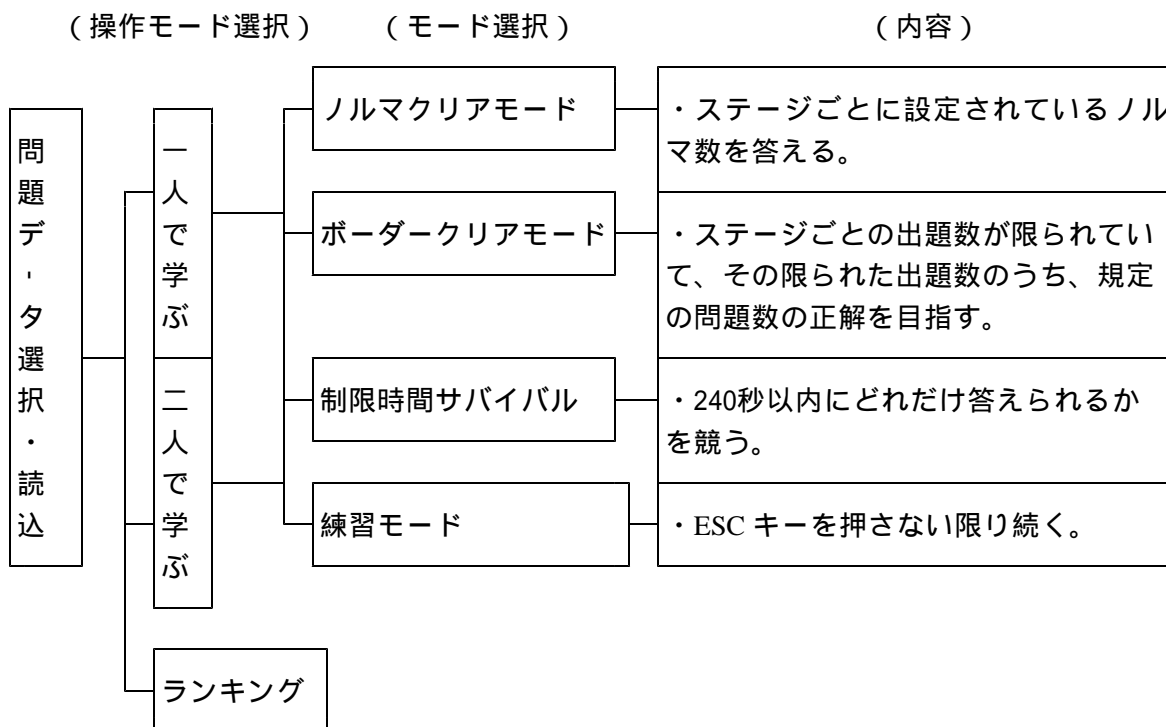 （操作モード選択）
（モード選択）
（内容）
問題デ-タ選択・読込
一人で学ぶ
二人で学ぶ
ランキング
ノルマクリアモード
・ステージごとに設定されているノル
マ数を答える。
ボーダークリアモード
・ステージごとの出題数が限られてい
て、その限られた出題数のうち、規定
の問題数の正解を目指す。
制限時間サバイバル
・240秒以内にどれだけ答えられるか
を競う。
練習モード
・ESC キーを押さない限り続く。